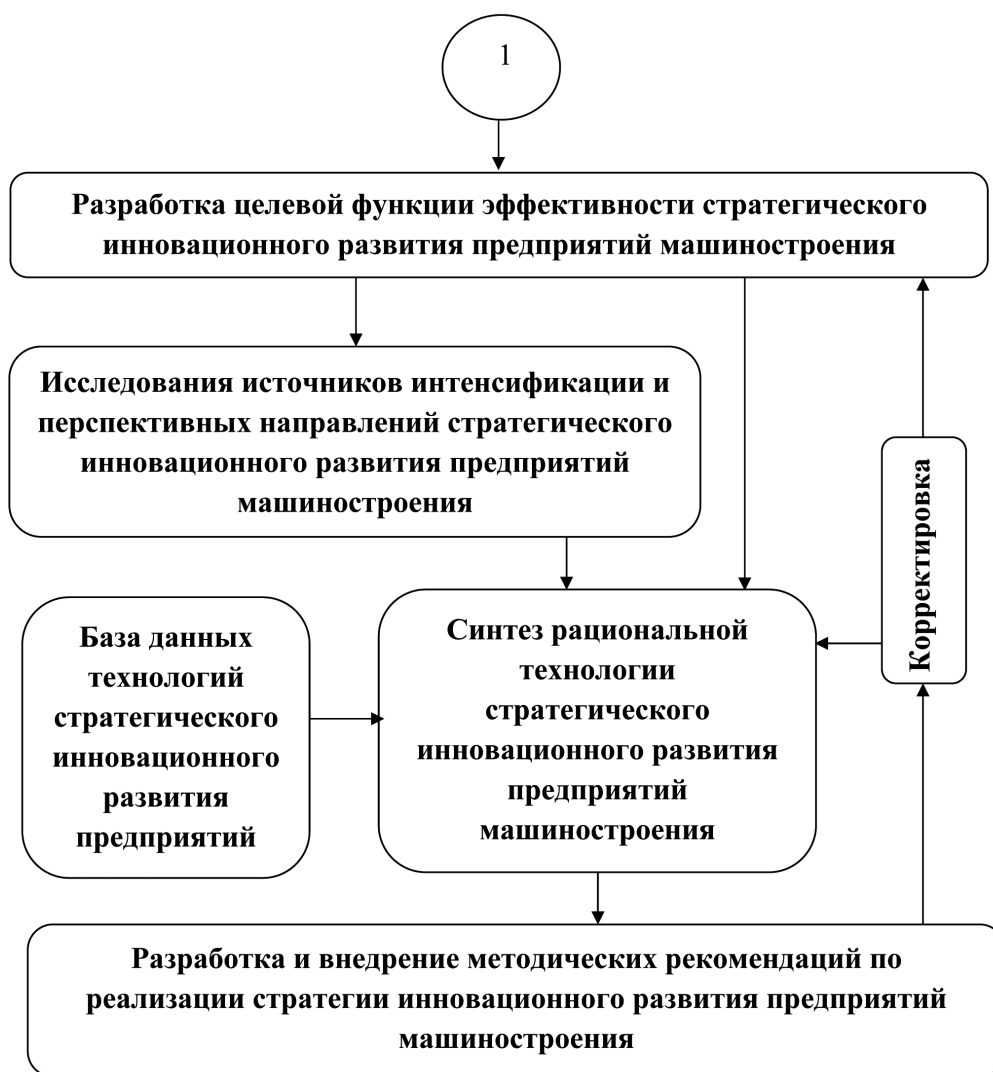 1
Разработка целевой функции эффективности стратегического
инновационного развития предприятий машиностроения
Исследования источников интенсификации и
перспективных направлений стратегического
инновационного развития предприятий
машиностроения
Корректировка
База данных
технологий
стратегического
инновационного
развития
предприятий
Синтез рациональной
технологии
стратегического
инновационного развития
предприятий
машиностроения
Разработка и внедрение методических рекомендаций по
реализации стратегии инновационного развития предприятий
машиностроения